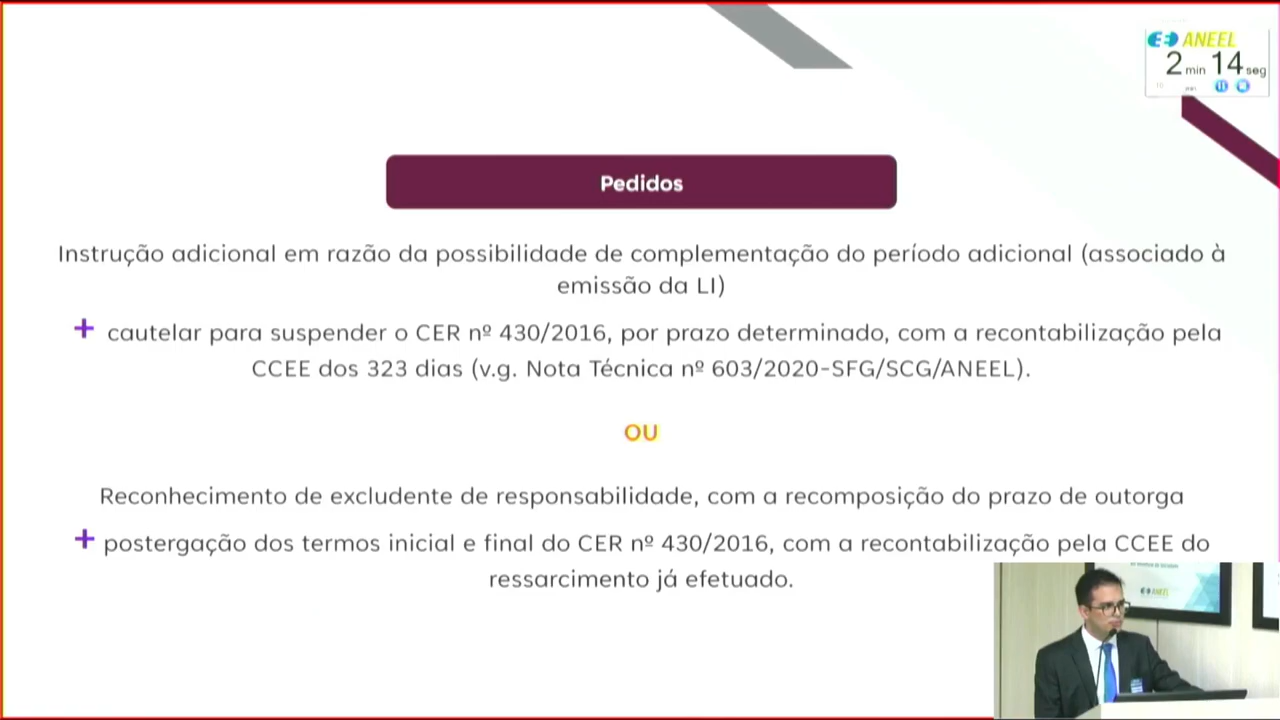 ANEEL
2 min 14 seg
Pedidos
Instrução adicional em razão da possibilidade de complementação do período adicional (associado à
emissão da LI)
+ cautelar para suspender o CER nº 430/2016, por prazo determinado, com a recontabilização pela
CCEE dos 323 dias (v.g. Nota Técnica nº 603/2020-SFG/SCG/ANEEL).
OU
Reconhecimento de excludente de responsabilidade, com a recomposição do prazo de outorga
+ postergação dos termos inicial e final do CER nº 430/2016, com a recontabilização pela CCEE do
ressarcimento já efetuado.
ANEEL